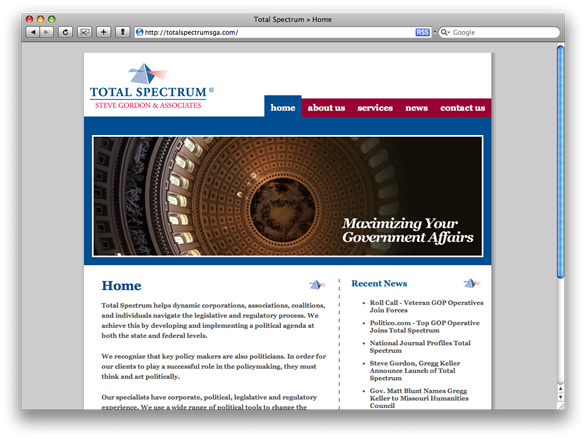 Total Spectrum » Home
http://totalspectrumsga.com/
RSS
Google
TOTAL SPECTRUM®
STEVE GORDON & ASSOCIATES
home
about us
services
news
contact us
Maximizing Your
Government Affairs
Home
Total Spectrum helps dynamic corporations, associations, coalitions,
and individuals navigate the legislative and regulatory process. We
achieve this by developing and implementing a political agenda at
both the state and federal levels.
We recognize that key policy makers are also politicians. In order for
our clients to play a successful role in the policymaking, they must
think and act politically.
Our specialists have corporate, political, legislative and regulatory
experience. We use a wide range of political tools to change the
Recent News
• Roll Call - Veteran GOP Operatives
Join Forces
• Politico.com - Top GOP Operative
Joins Total Spectrum
• National Journal Profiles Total
Spectrum
• Steve Gordon, Gregg Keller
Announce Launch of Total
Spectrum
• Gov. Matt Blunt Names Gregg
Keller to Missouri Humanities
Council